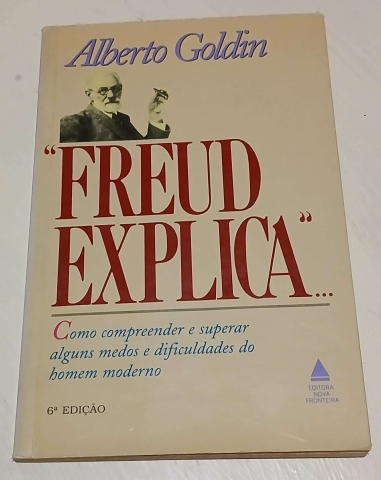 Alberto Goldin
"FREUD
EXPLICA"...
Como compreender e superar
alguns medos e dificuldades do
homem moderno
6ª EDIÇÃO
EDITORA
NOVA
FRONTEIRA